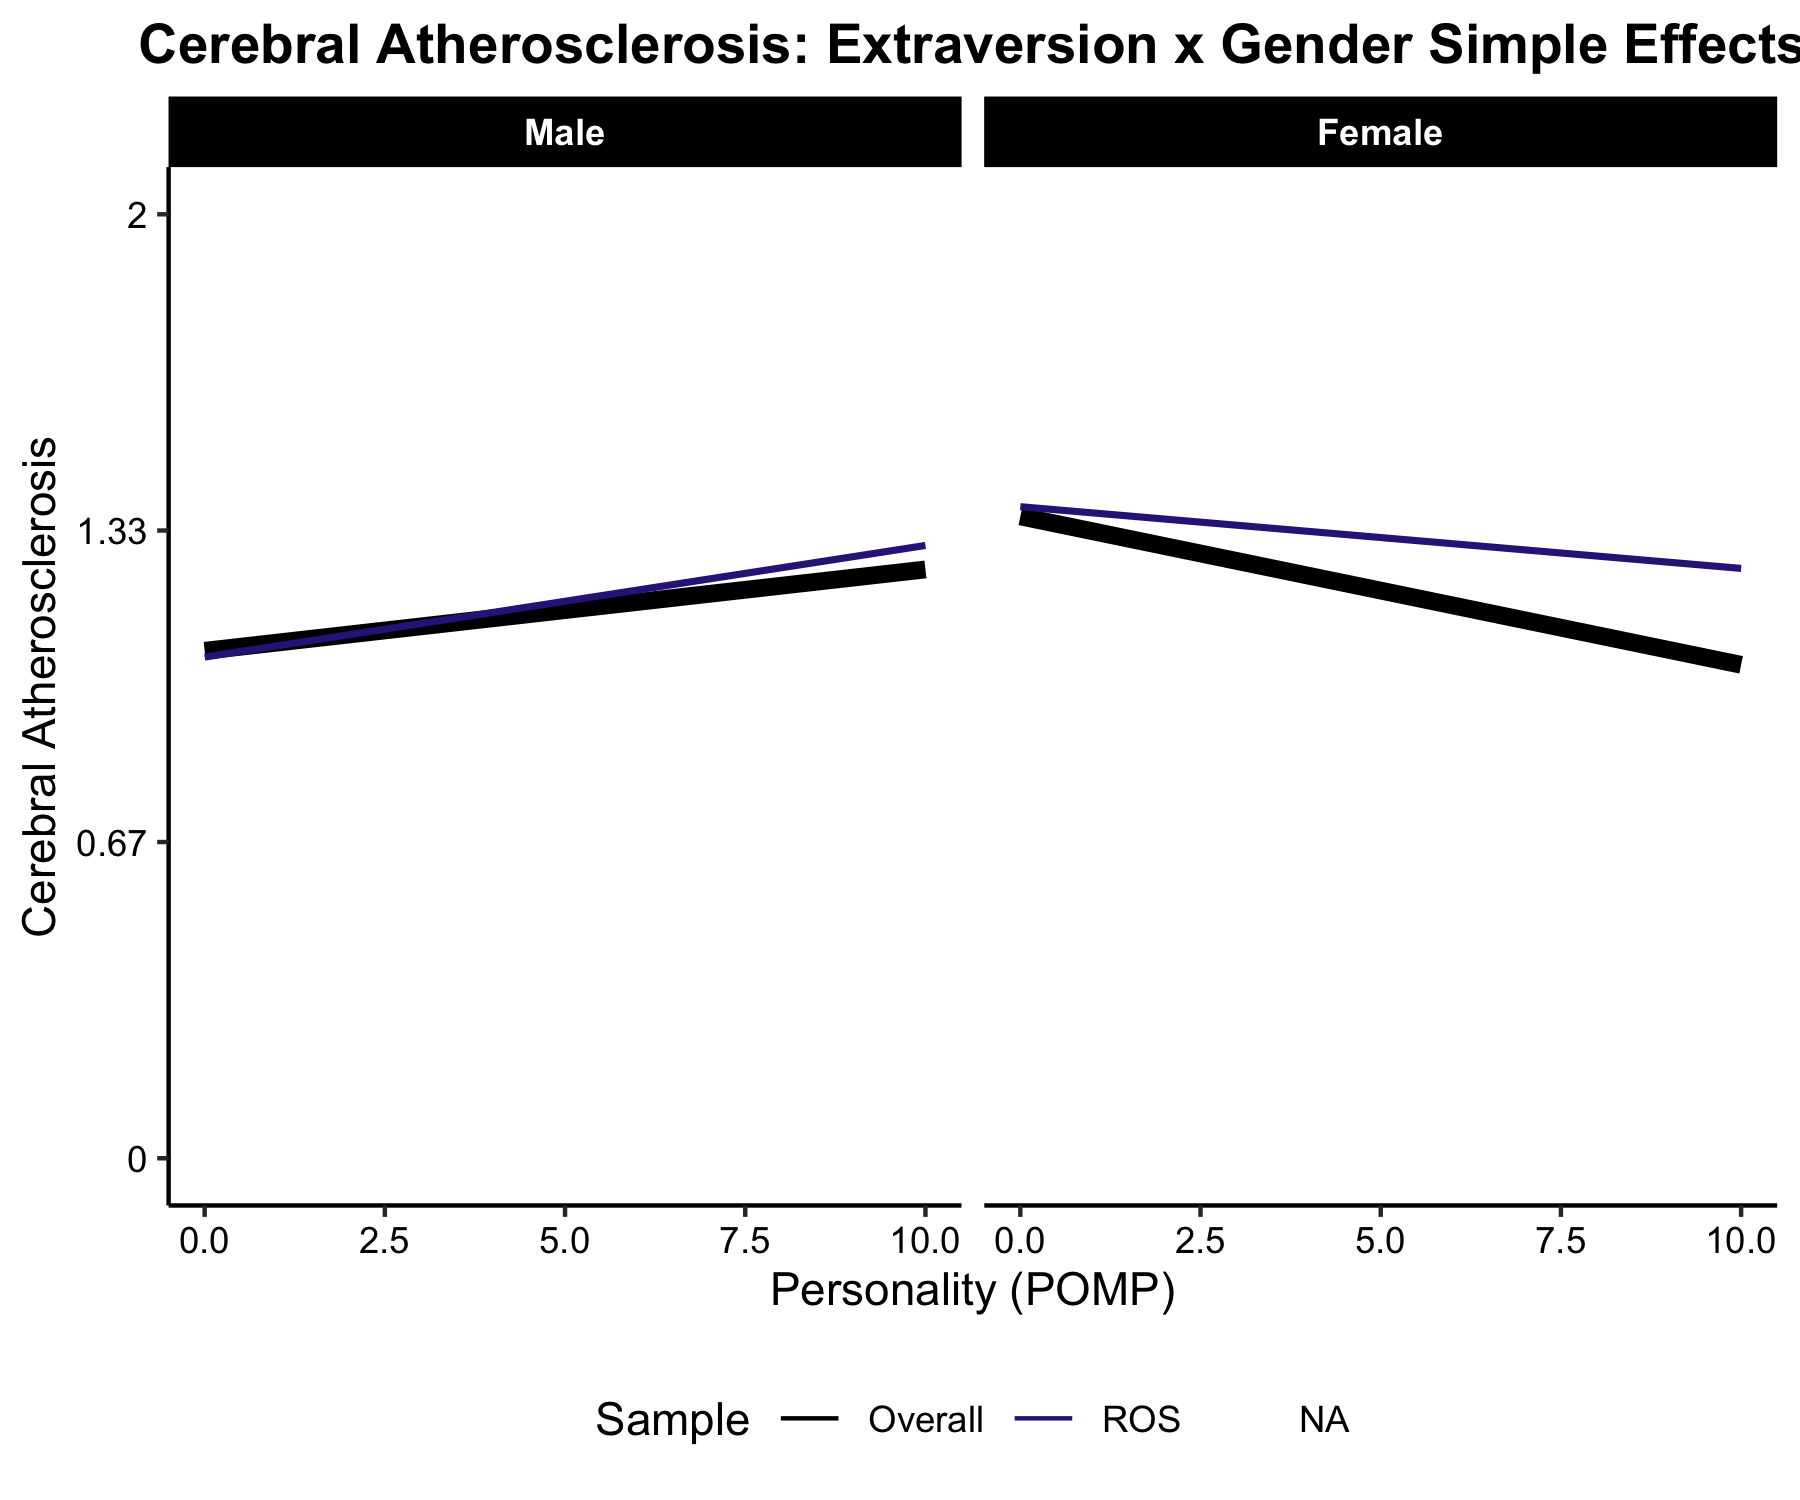 Cerebral Atherosclerosis: Extraversion x Gender Simple Effects
Male
Female
Cerebral Atherosclerosis
2
1.33
0.67
0
0.0 2.5 5.0 7.5 10.0
0.0 2.5 5.0 7.5 10.0
Personality (POMP)
Sample Overall ROS NA